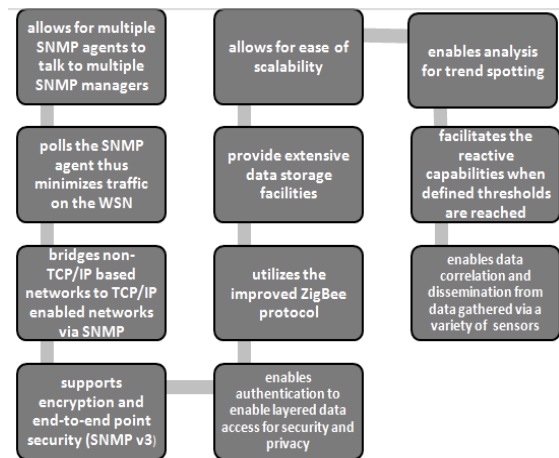 allows for multiple
SNMP agents to
talk to multiple
SNMP managers
polls the SNMP
agent thus
minimizes traffic
on the WSN
bridges non-
TCP/IP based
networks to TCP/IP
enabled networks
via SNMP
supports
encryption and
end-to-end point
security (SNMP v3)
enables
authentication to
enable layered data
access for security and
privacy
utilizes the
improved ZigBee
protocol
provide extensive
data storage
facilities
allows for ease of
scalability
enables analysis
for trend spotting
facilitates the
reactive
capabilities when
defined thresholds
are reached
enables data
correlation and
dissemination from
data gathered via a
variety of sensors